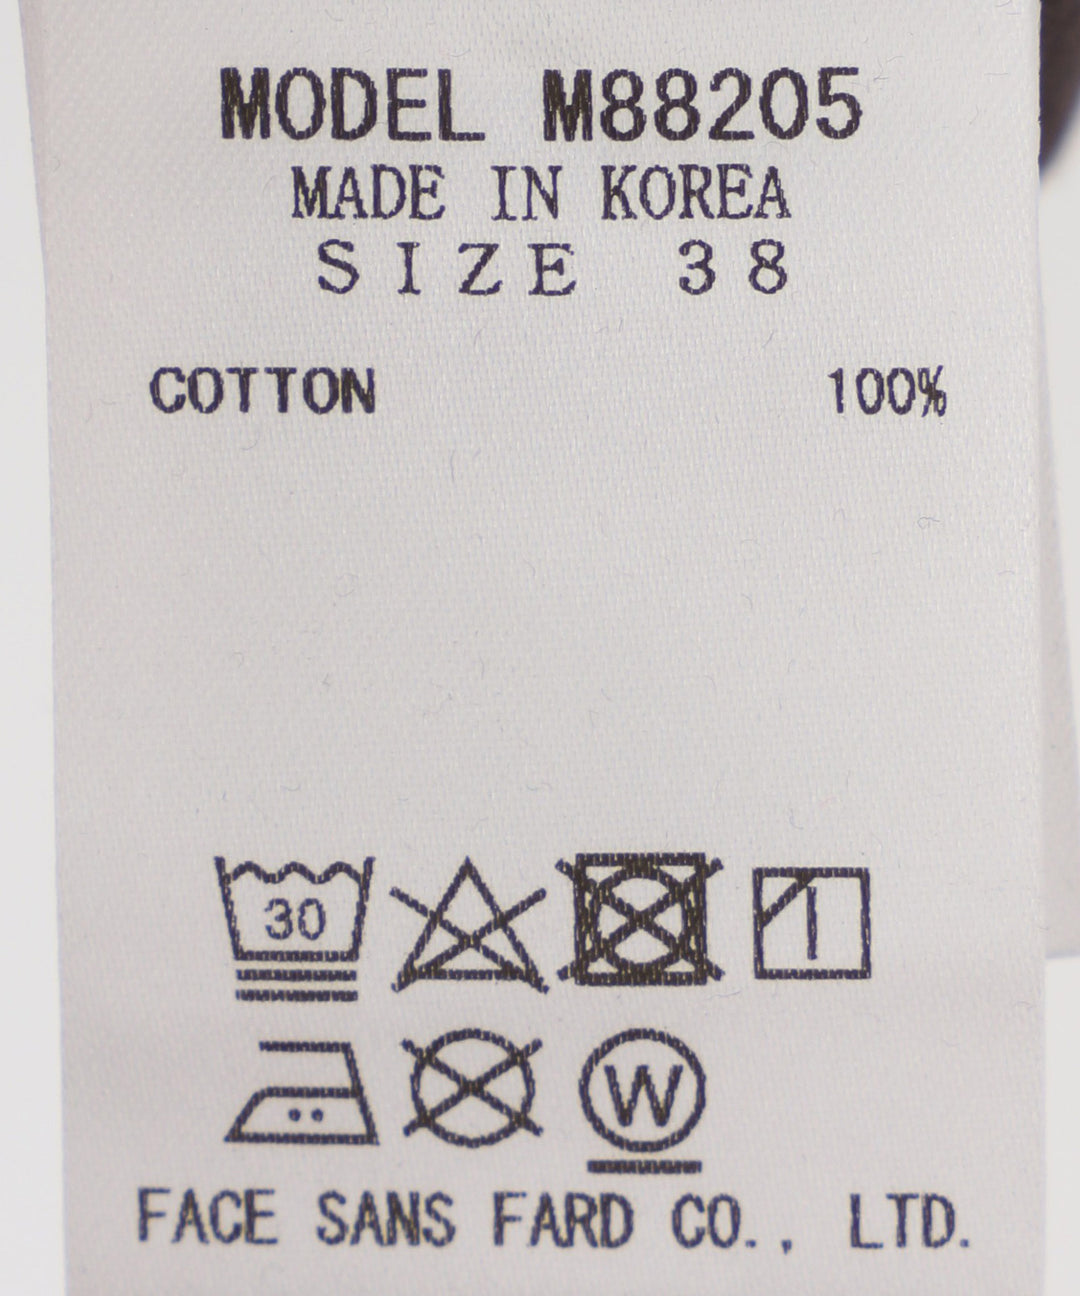 MODEL M88205
MADE IN KOREA
SIZE 38
COTTON 100%
30
W
FACE SANS FARD CO., LTD.